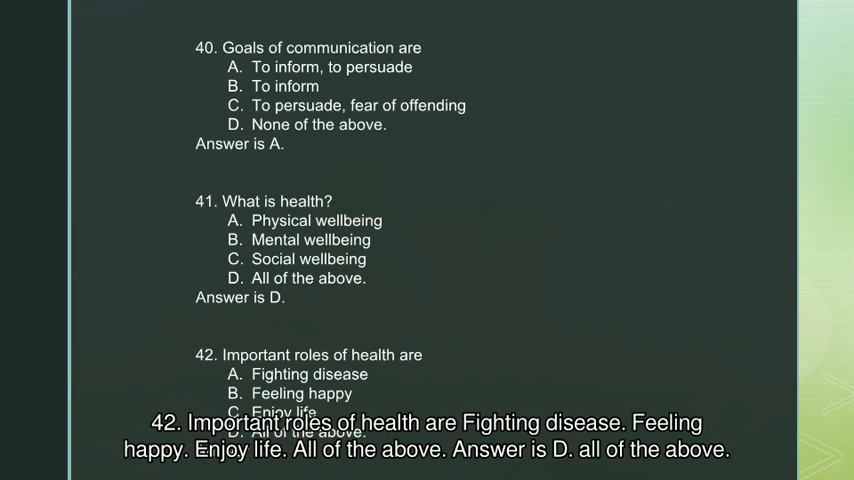 40. Goals of communication are
A. To inform, to persuade
B. To inform
C. To persuade, fear of offending
D. None of the above.
Answer is A.
41. What is health?
A. Physical wellbeing
B. Mental wellbeing
C. Social wellbeing
D. All of the above.
Answer is D.
42. Important roles of health are
A. Fighting disease
B. Feeling happy
C. Enjoy life
D. All of the above.
42. Important roles of health are Fighting disease. Feeling
happy. Enjoy life. All of the above. Answer is D. all of the above.